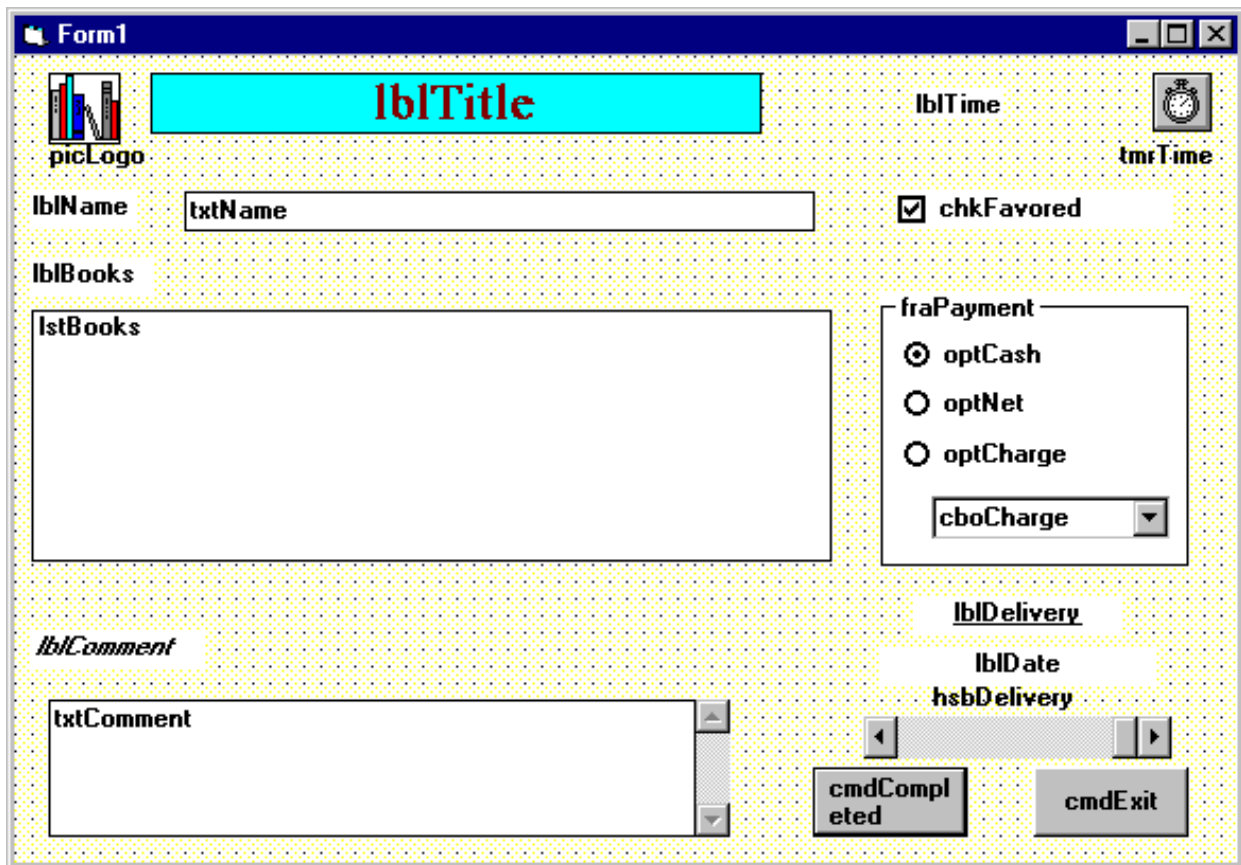 Form1
lblTitle
lblTime
picLogo
tmrTime
lblName
txtName
chkFavored
lblBooks
lstBooks
fraPayment
optCash
optNet
optCharge
cboCharge
lblDelivery
lblComment
lblDate
hsbDelivery
txtComment
cmdCompl
eted
cmdExit